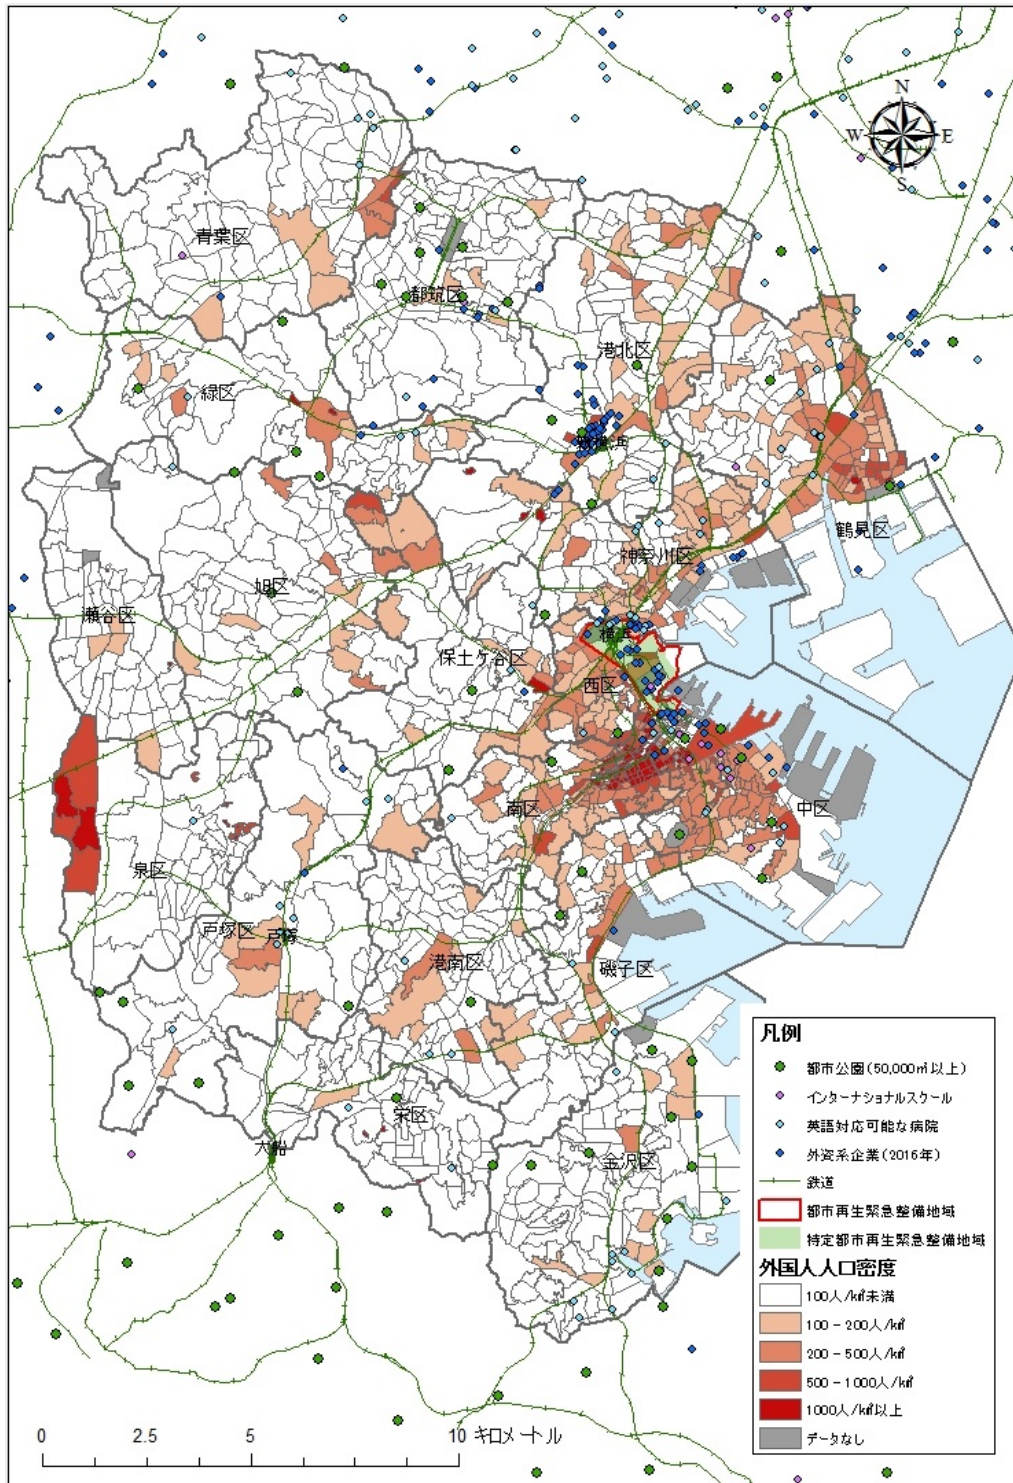 N
W E
S
青葉区
都筑区
港北区
緑区
新横浜
鶴見区
神奈川区
旭区
瀬谷区
横浜
保土ケ谷区
西区
南区
中区
泉区
戸塚区
戸塚
港南区
磯子区
栄区
大船
金沢区
凡例
都市公園(50,000㎡以上)
インターナショナルスクール
英語対応可能な病院
外資系企業(2016年)
鉄道
都市再生緊急整備地域
特定都市再生緊急整備地域
外国人人口密度
100人/k㎡未満
100-200人/k㎡
200-500人/k㎡
500-1000人/k㎡
1000人/k㎡以上
データなし
0 2.5 5 10 キロメートル